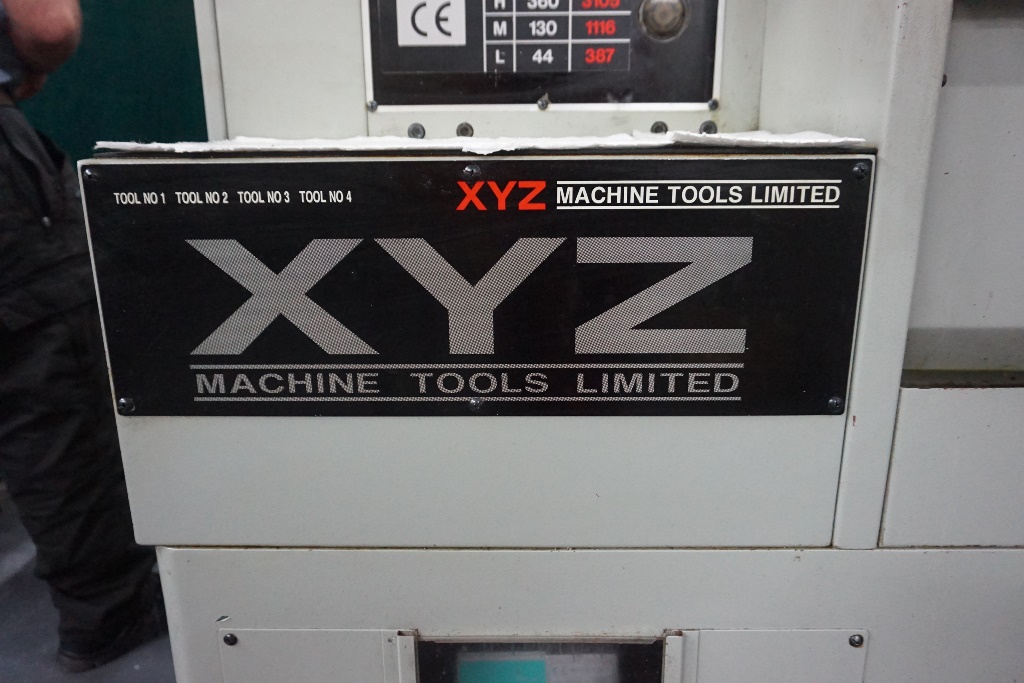 CE
H 360
M 130 1116
L 44 387
TOOL NO 1 TOOL NO 2 TOOL NO 3 TOOL NO 4
XYZ MACHINE TOOLS LIMITED
XYZ
MACHINE TOOLS LIMITED